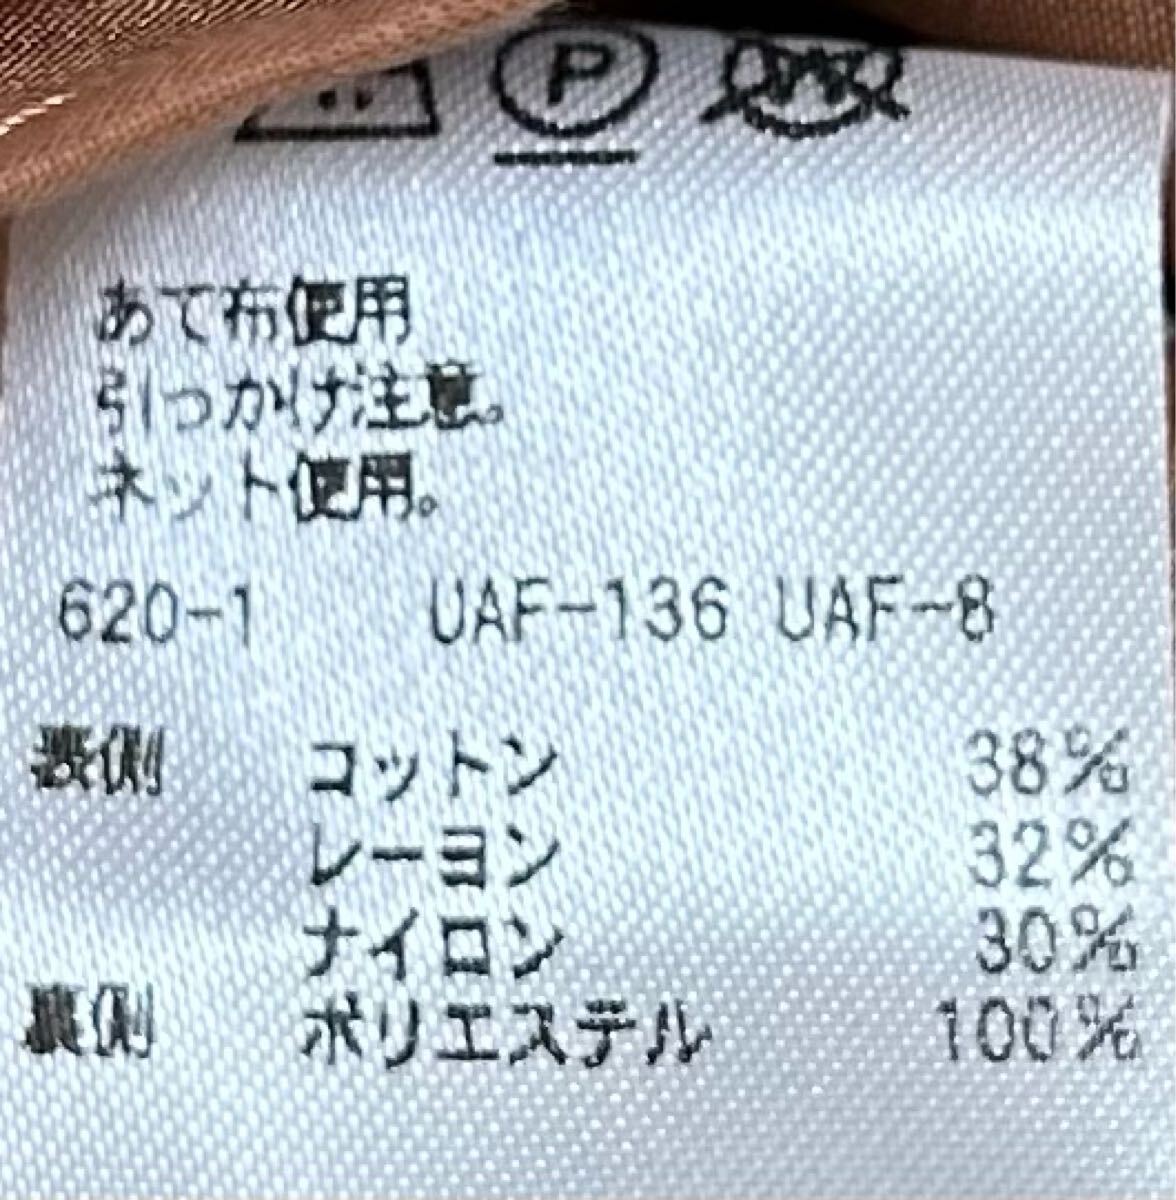 P
あて布使用
引っかけ注意。
ネット使用。
620-1 UAF-136 UAF-8
表側 コットン 38%
レーヨン 32%
ナイロン 30%
裏側 ポリエステル 100%